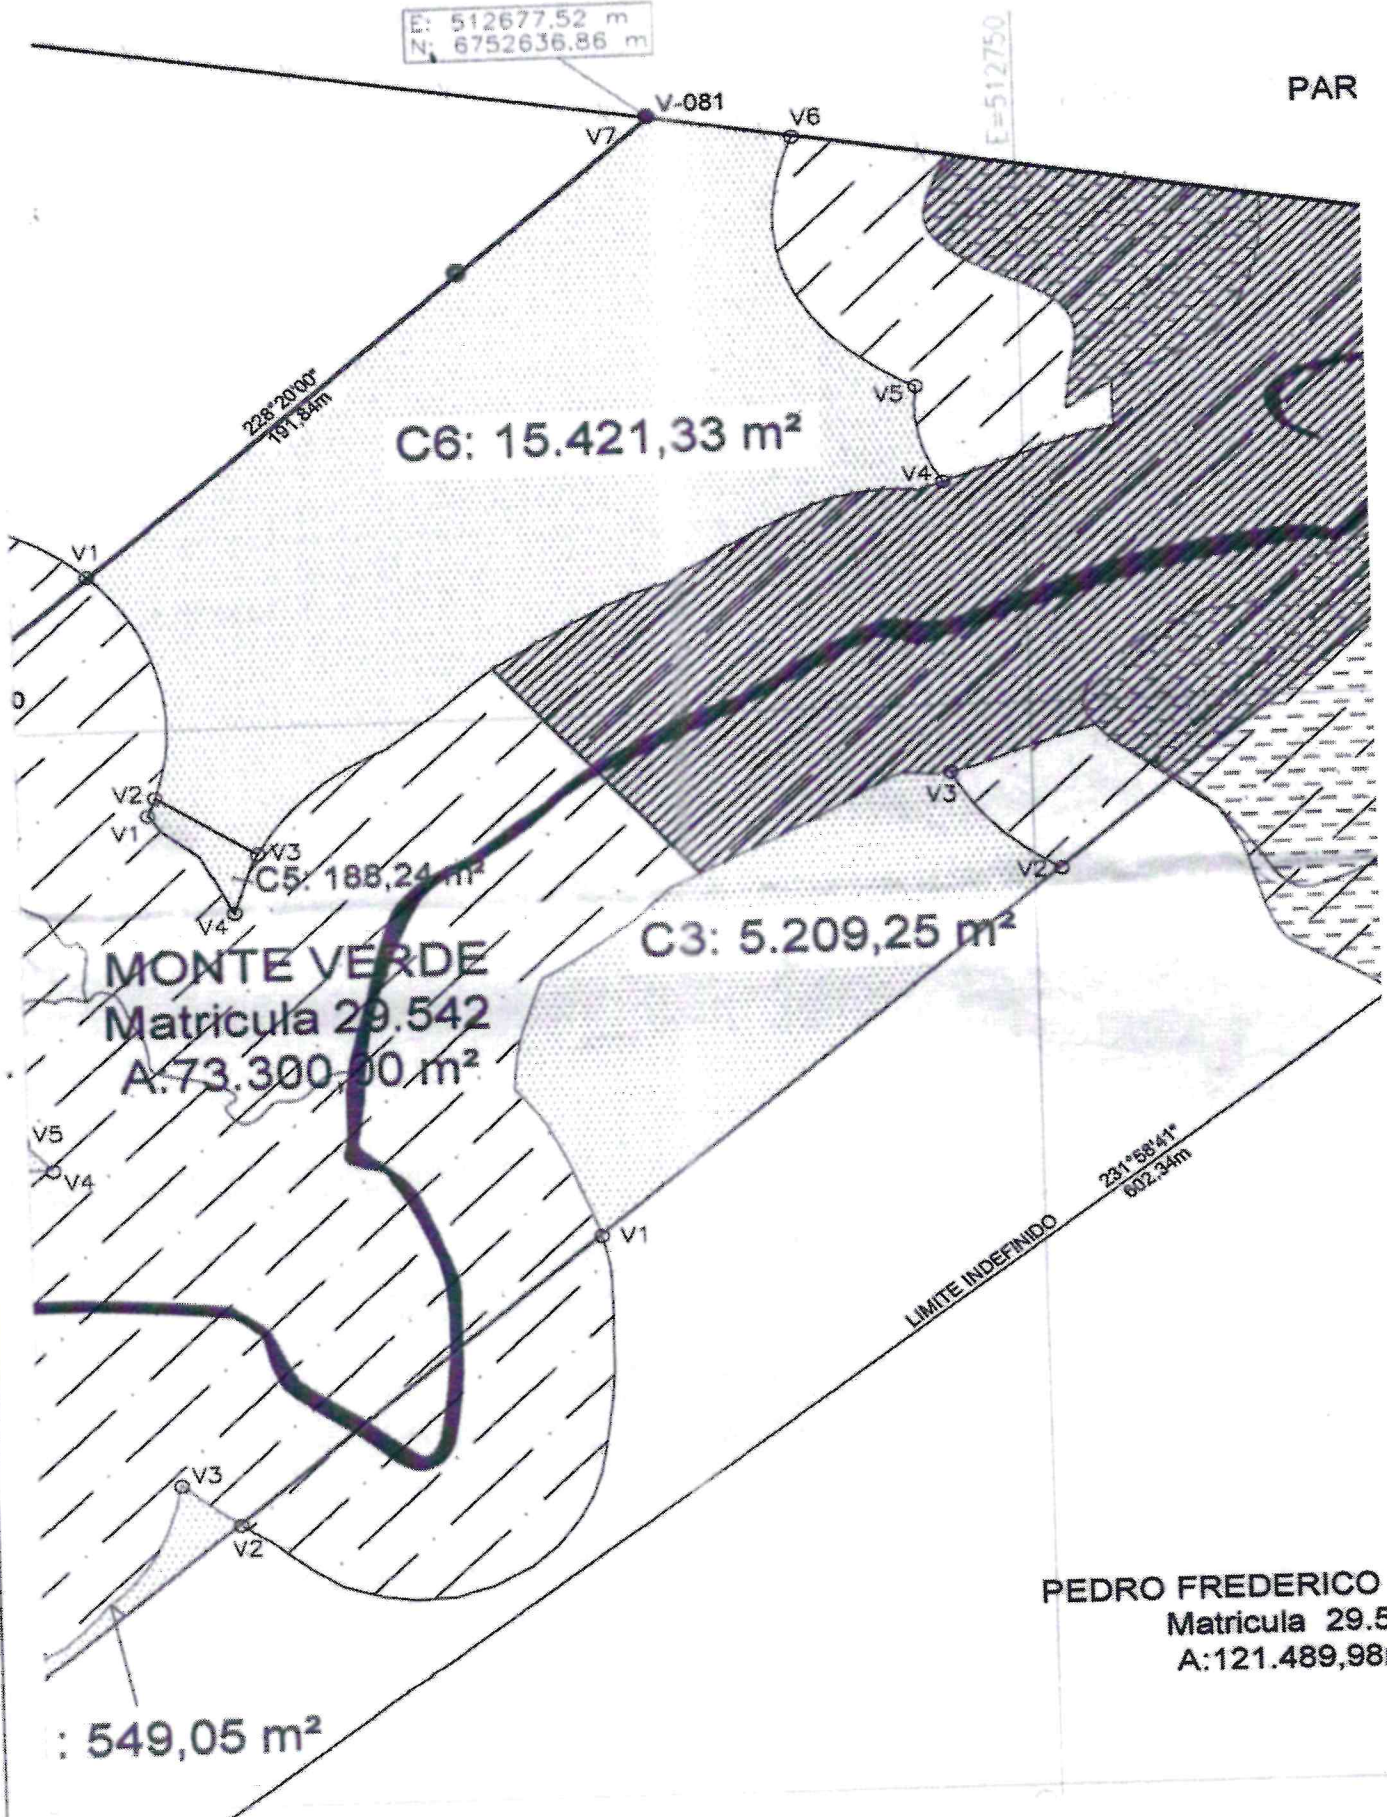 E: 512677.52 m
N: 6752636.86 m
E=512750
PAR
V-081
V7
V6
228°20'00"
191,84m
V5
C6: 15.421,33 m²
V4
V1
0
V2
V1
V3
C5: 188,24 m²
V4
V3
V2
C3: 5.209,25 m²
MONTE VERDE
Matricula 29.542
A:73.300,00 m²
V5
V4
V1
231°58'41"
602,34m
LIMITE INDEFINIDO
V3
V2
PEDRO FREDERICO
Matricula 29.5
A:121.489,98
: 549,05 m²